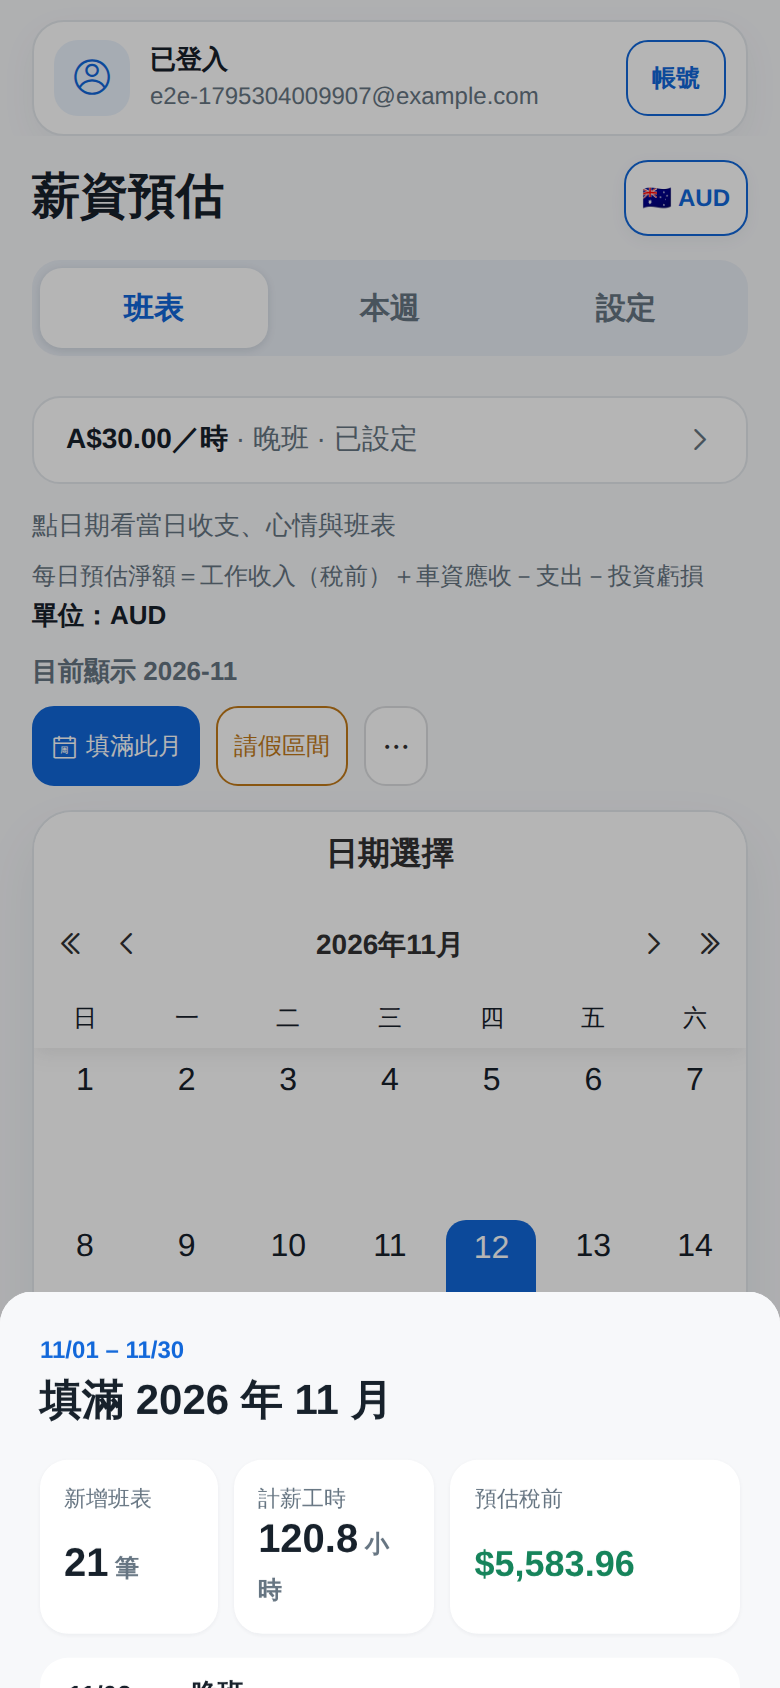 已登入
e2e-1795304009907@example.com
帳號
薪資預估
🇦🇺 AUD
班表
本週
設定
A$30.00／時 · 晚班 · 已設定
點日期看當日收支、心情與班表
每日預估淨額＝工作收入（稅前）＋車資應收－支出－投資虧損
單位：AUD
目前顯示 2026-11
填滿此月
請假區間
···
日期選擇
2026年11月
日 一 二 三 四 五 六
1 2 3 4 5 6 7
8 9 10 11 12 13 14
11/01 – 11/30
填滿 2026 年 11 月
新增班表
21 筆
計薪工時
120.8 小
時
預估稅前
$5,583.96